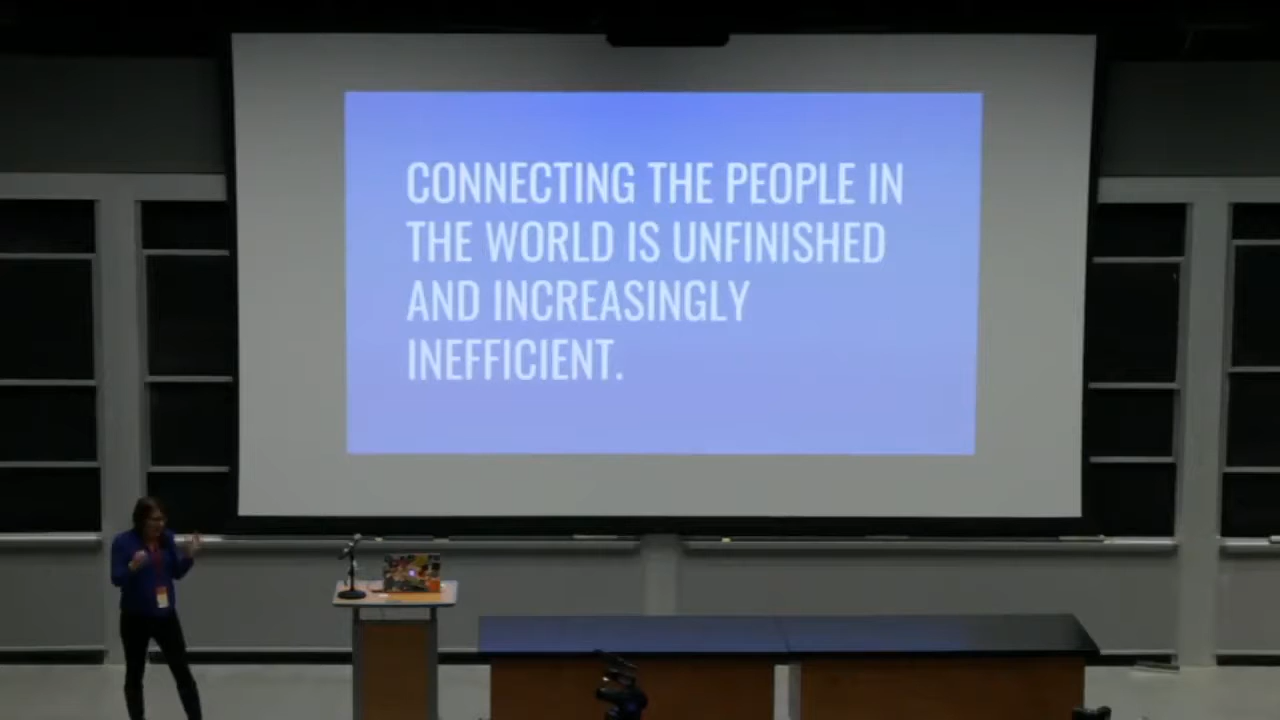 CONNECTING THE PEOPLE IN
THE WORLD IS UNFINISHED
AND INCREASINGLY
INEFFICIENT.